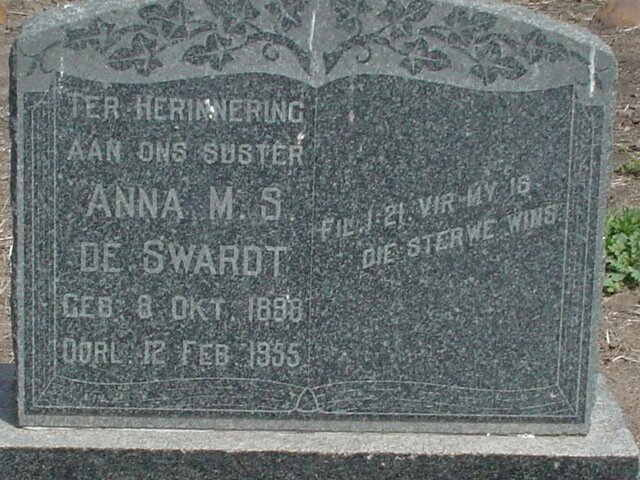 TER HERINNERING
AAN ONS SUSTER
ANNA M. S.
DE SWARDT
GEB. 8 OKT. 1898
OORL. 12 FEB. 1955
FIL. 1-21. VIR MY IS
DIE STERWE WINS.